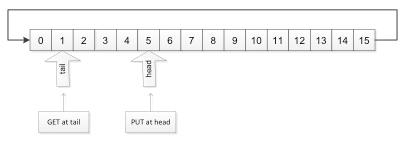 0 1 2 3 4 5 6 7 8 9 10 11 12 13 14 15
tail
head
GET at tail
PUT at head